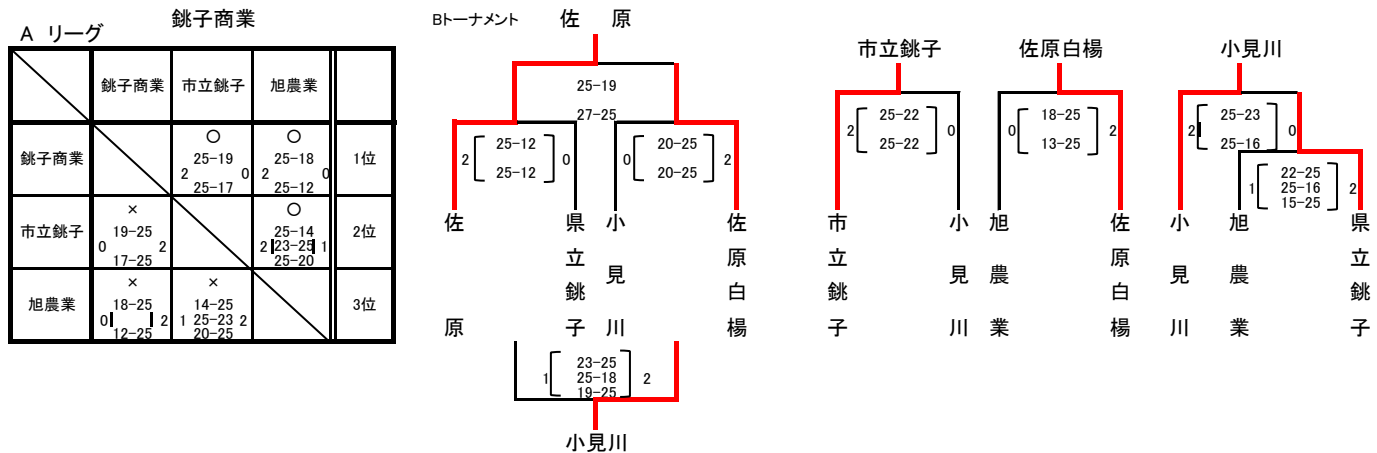 銚子商業
A リーグ
銚子商業 市立銚子 旭農業
銚子商業 ○ 25-19 2 0 25-17 ○ 25-18 2 0 25-12 1位
市立銚子 × 19-25 0 2 17-25 ○ 25-14 2 23-25 1 25-20 2位
旭農業 × 18-25 0 2 12-25 × 14-25 1 25-23 2 20-25 3位
Bトーナメント 佐 原
25-19
27-25
2 25-12 0
25-12
0 20-25 2
20-25
佐原
県立銚子
小見川
佐原白楊
23-25
1 25-18 2
19-25
小見川
市立銚子
2 25-22 0
25-22
市立銚子
小見川
佐原白楊
0 18-25 2
13-25
旭農業
佐原白楊
小見川
2 25-23 0
25-16
22-25
1 25-16 2
15-25
小見川
旭農業
県立銚子